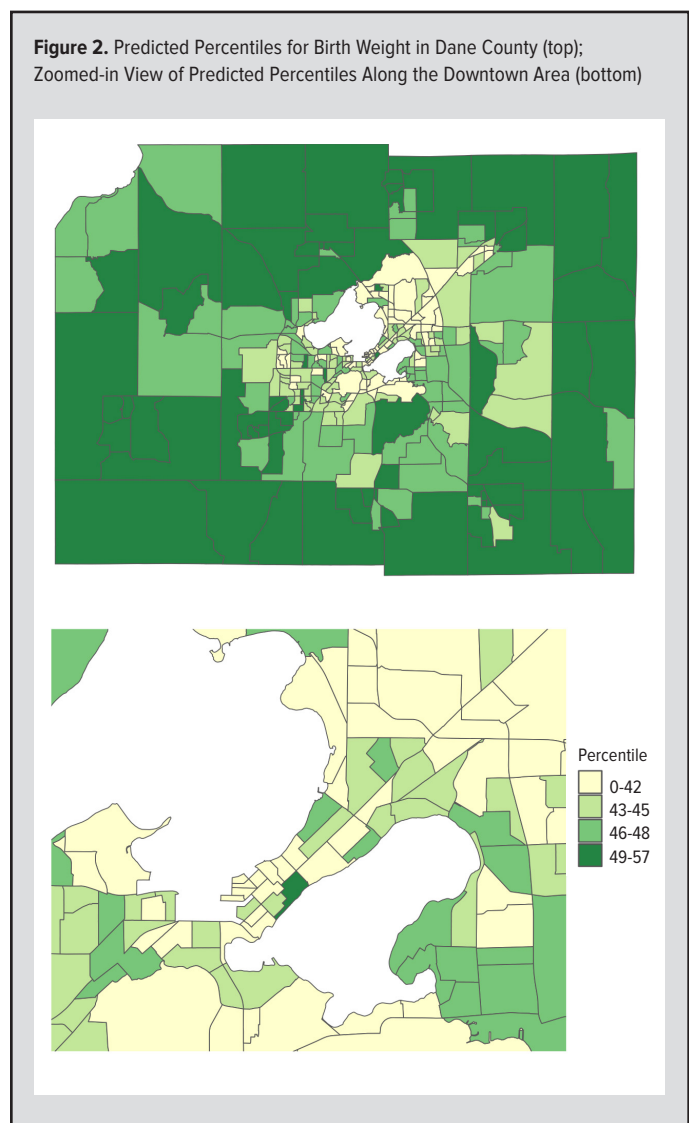 Figure 2. Predicted Percentiles for Birth Weight in Dane County (top);
Zoomed-in View of Predicted Percentiles Along the Downtown Area (bottom)
Percentile
0-42
43-45
46-48
49-57